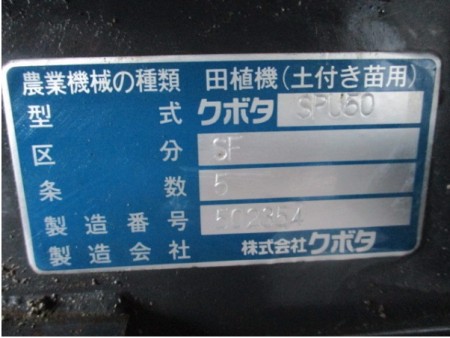 農業機械の種類 田植機(土付き苗用)
型式 クボタ SPU50
区分 SF
条数 5
製造番号 502354
製造会社 株式会社クボタ